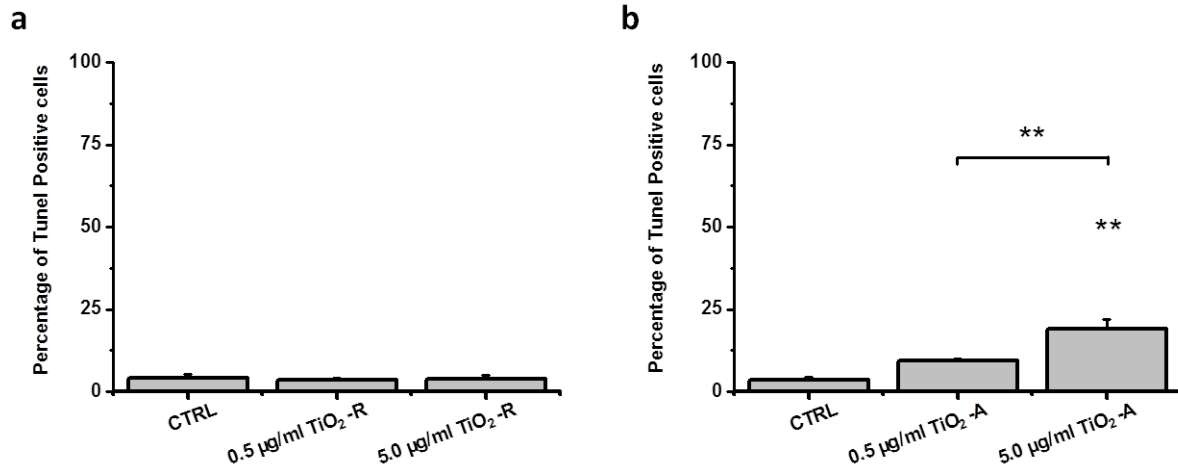 a
Percentage of Tunel Positive cells
100
75
50
25
0
CTRL
0.5 µg/ml TiO₂-R
5.0 µg/ml TiO₂-R
b
Percentage of Tunel Positive cells
100
75
50
25
0
**
**
CTRL
0.5 µg/ml TiO₂-A
5.0 µg/ml TiO₂-A